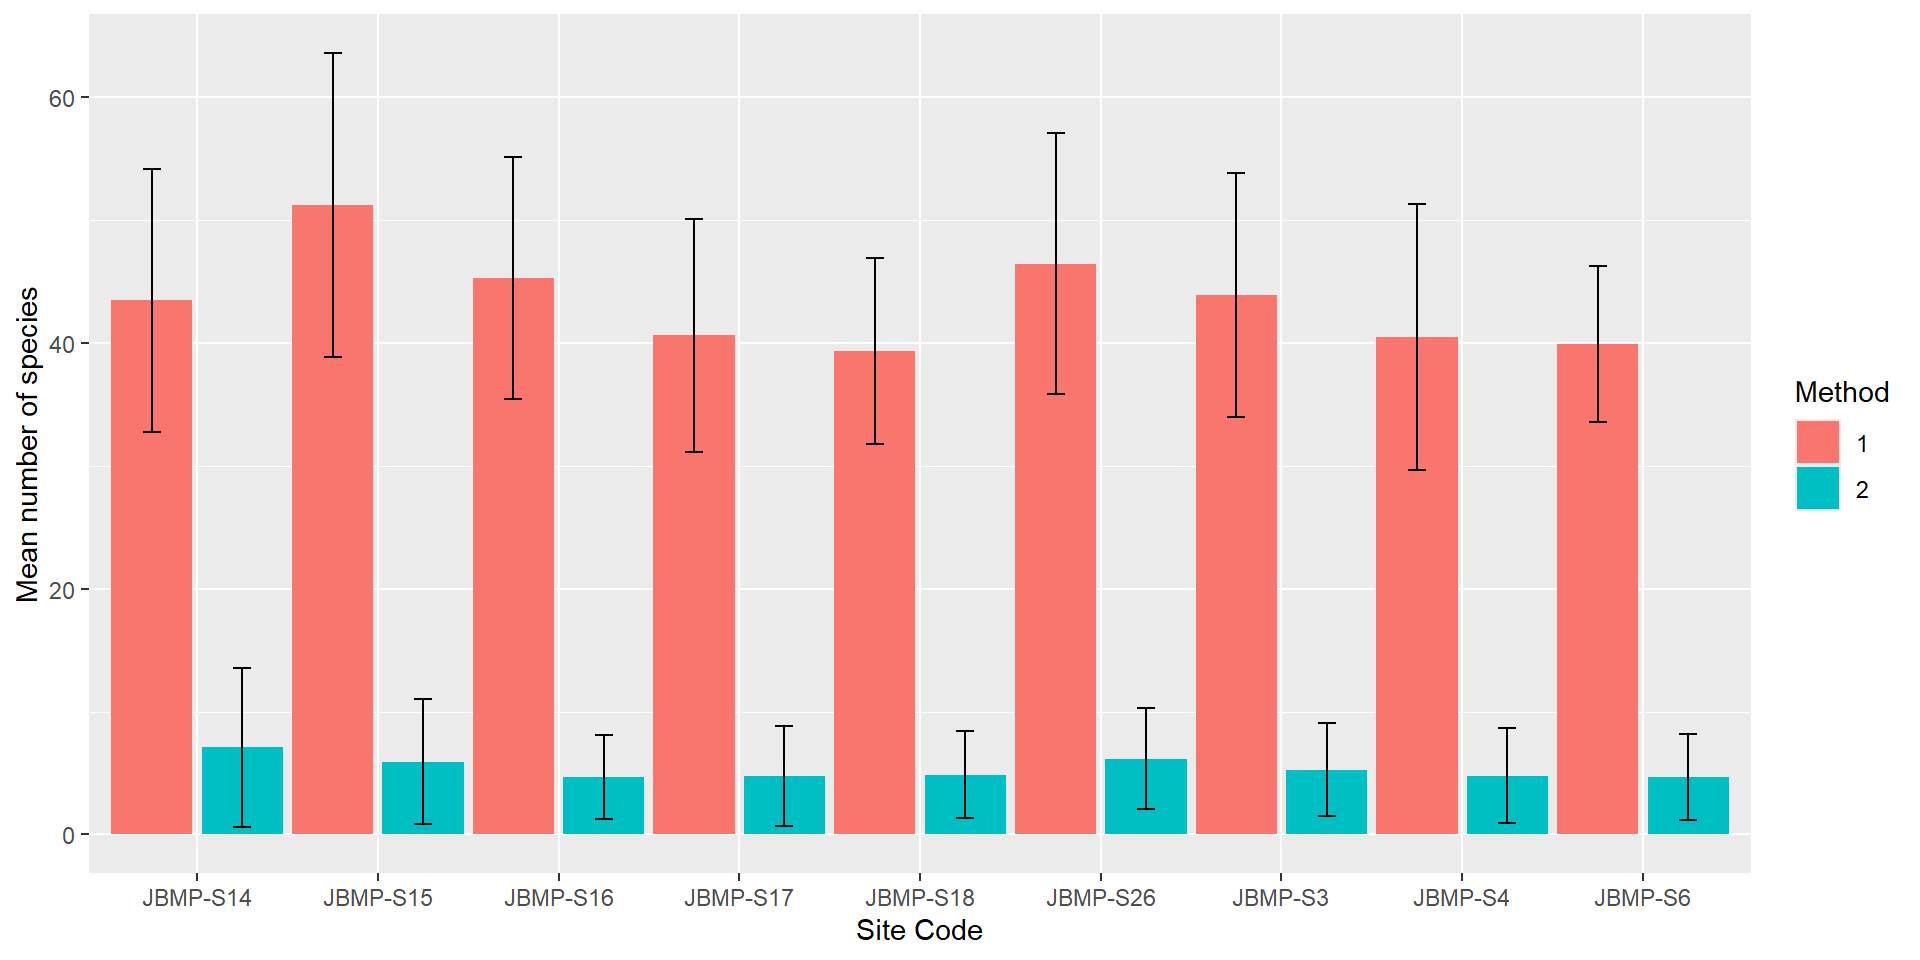 Mean number of species
60
40
20
0
JBMP-S14 JBMP-S15 JBMP-S16 JBMP-S17 JBMP-S18 JBMP-S26 JBMP-S3 JBMP-S4 JBMP-S6
Site Code
Method
1
2